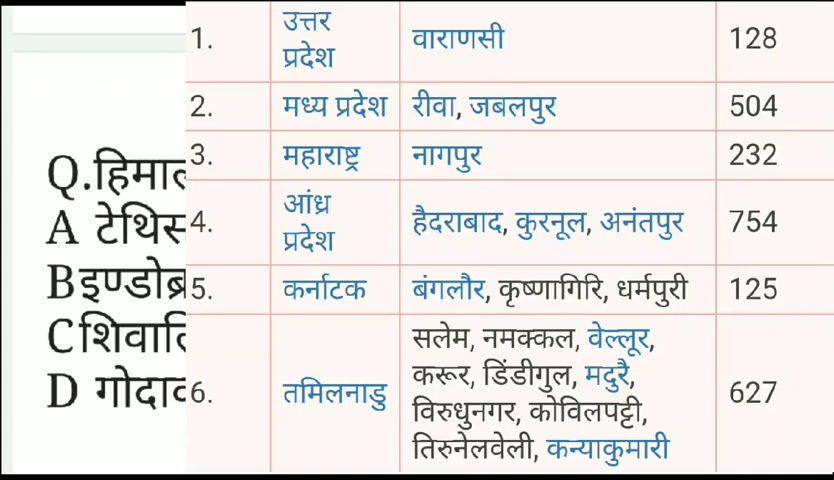 1. उत्तर प्रदेश वाराणसी 128
2. मध्य प्रदेश रीवा, जबलपुर 504
3. महाराष्ट्र नागपुर 232
4. आंध्र प्रदेश हैदराबाद, कुरनूल, अनंतपुर 754
5. कर्नाटक बंगलौर, कृष्णागिरि, धर्मपुरी 125
6. तमिलनाडु सलेम, नमक्कल, वेल्लूर,
करूर, डिंडीगुल, मदुरै,
विरुधुनगर, कोविलपट्टी,
तिरुनेलवेली, कन्याकुमारी 627
Q.
A
B
C
D